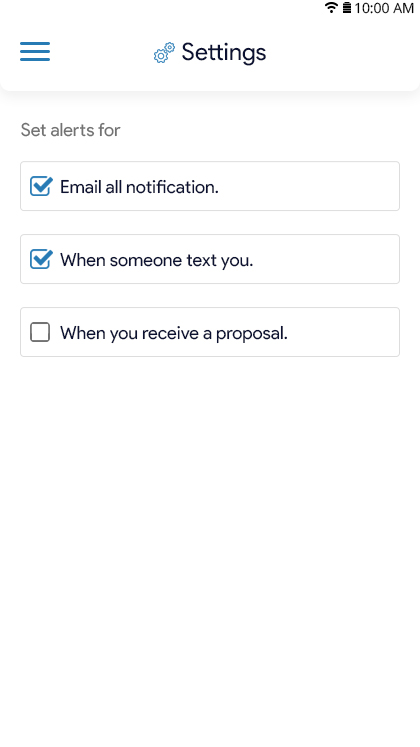 10:00 AM
Settings
Set alerts for
Email all notification.
When someone text you.
When you receive a proposal.